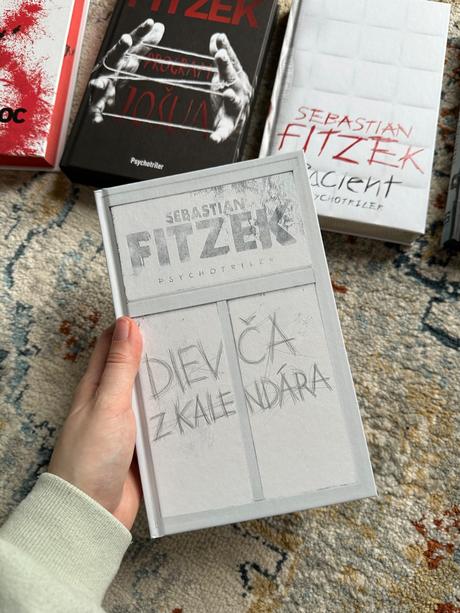 FITZEK
PROGRAM
JOŠUA
Psychotriler
SEBASTIAN
FITZEK
Pacient
PSYCHOTRILER
SEBASTIAN
FITZEK
PSYCHOTRILER
DIEVČA
Z KALENDÁRA